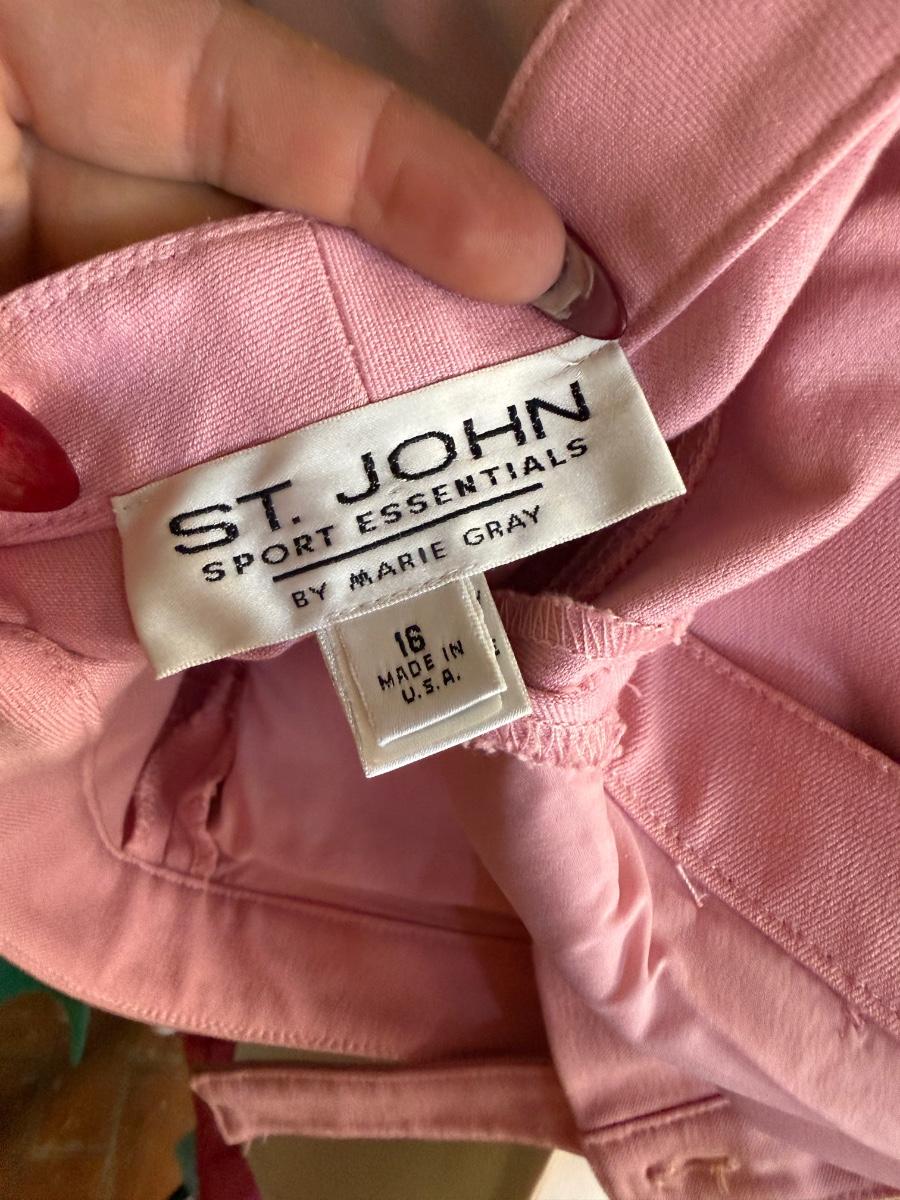 ST. JOHN
SPORT ESSENTIALS
BY MARIE GRAY
16
MADE IN
U.S.A.